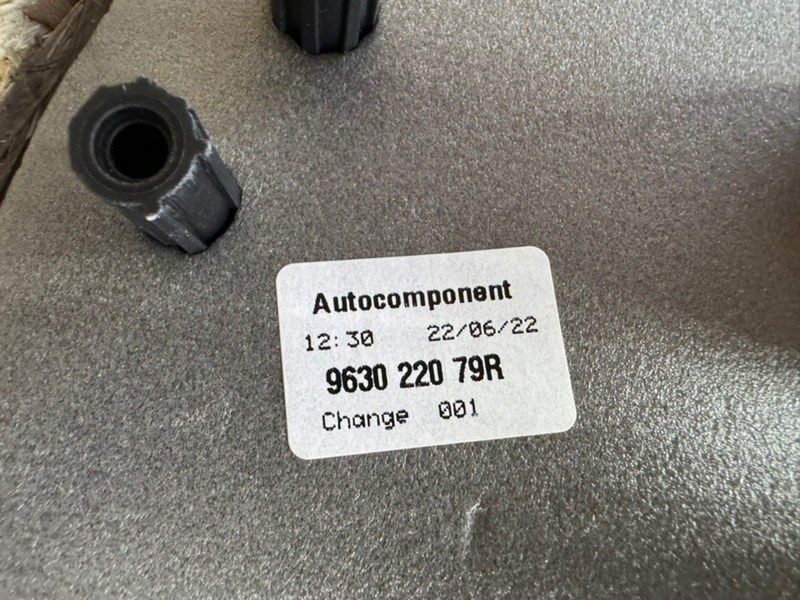 Autocomponent
12:30 22/06/22
9630 220 79R
Change 001